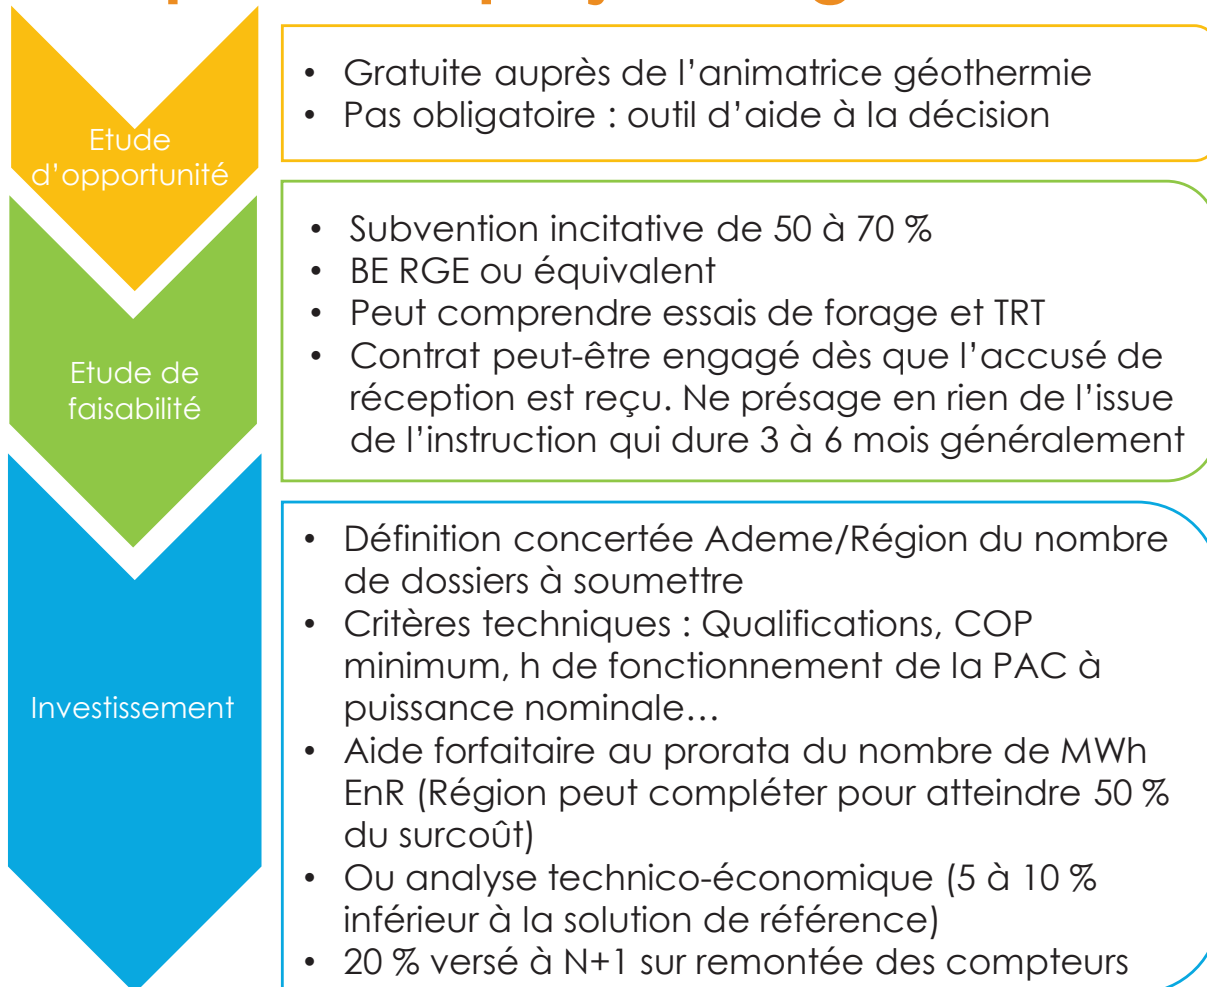 Etude
d’opportunité
• Gratuite auprès de l’animatrice géothermie
• Pas obligatoire : outil d’aide à la décision
Etude de
faisabilité
• Subvention incitative de 50 à 70 %
• BE RGE ou équivalent
• Peut comprendre essais de forage et TRT
• Contrat peut-être engagé dès que l’accusé de
réception est reçu. Ne présage en rien de l’issue
de l’instruction qui dure 3 à 6 mois généralement
Investissement
• Définition concertée Ademe/Région du nombre
de dossiers à soumettre
• Critères techniques : Qualifications, COP
minimum, h de fonctionnement de la PAC à
puissance nominale…
• Aide forfaitaire au prorata du nombre de MWh
EnR (Région peut compléter pour atteindre 50 %
du surcoût)
• Ou analyse technico-économique (5 à 10 %
inférieur à la solution de référence)
• 20 % versé à N+1 sur remontée des compteurs